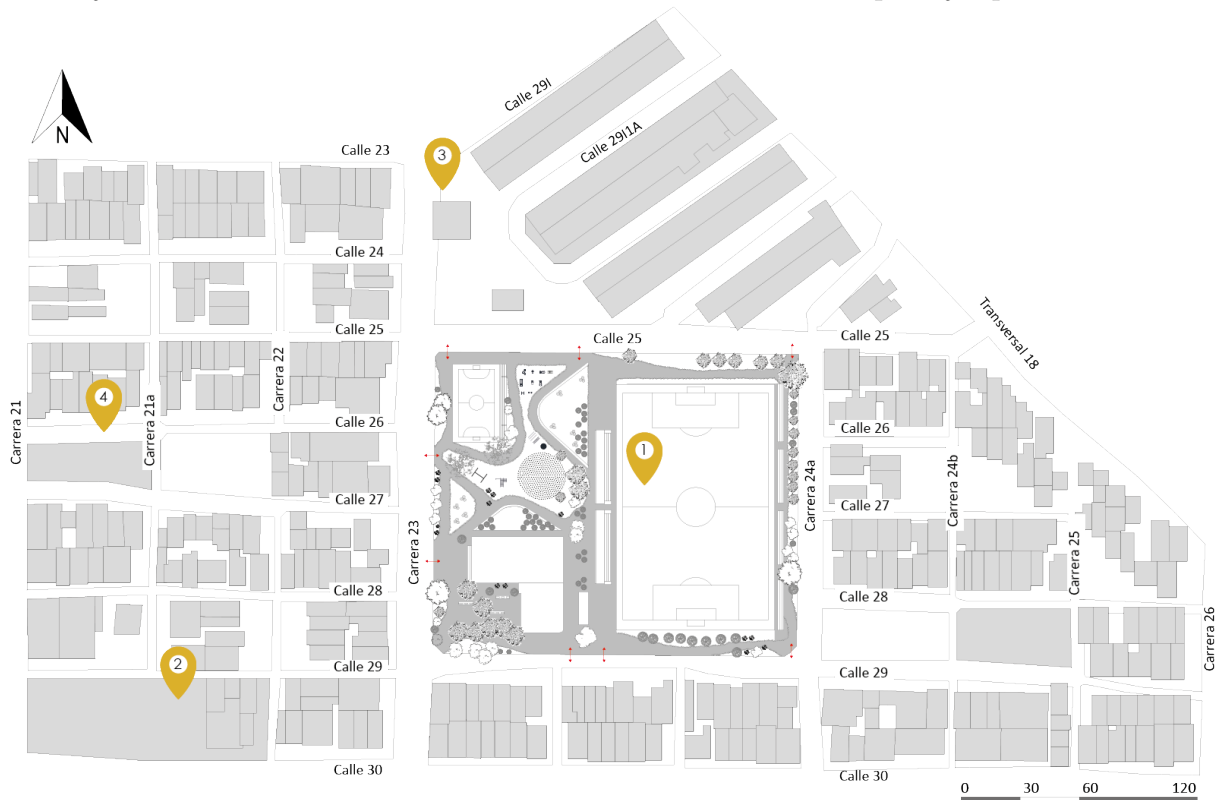 Calle 29I
Calle 29I1A
3
N
Calle 23
Calle 24
Calle 25
Calle 25
Calle 25
Transversal 18
Carrera 22
4
Carrera 21
Carrera 21a
Calle 26
Calle 26
1
Calle 27
Calle 27
Carrera 24a
Carrera 24b
Carrera 23
Carrera 25
Calle 28
Calle 28
Carrera 26
2
Calle 29
Calle 29
Calle 30
Calle 30
0 30 60 120